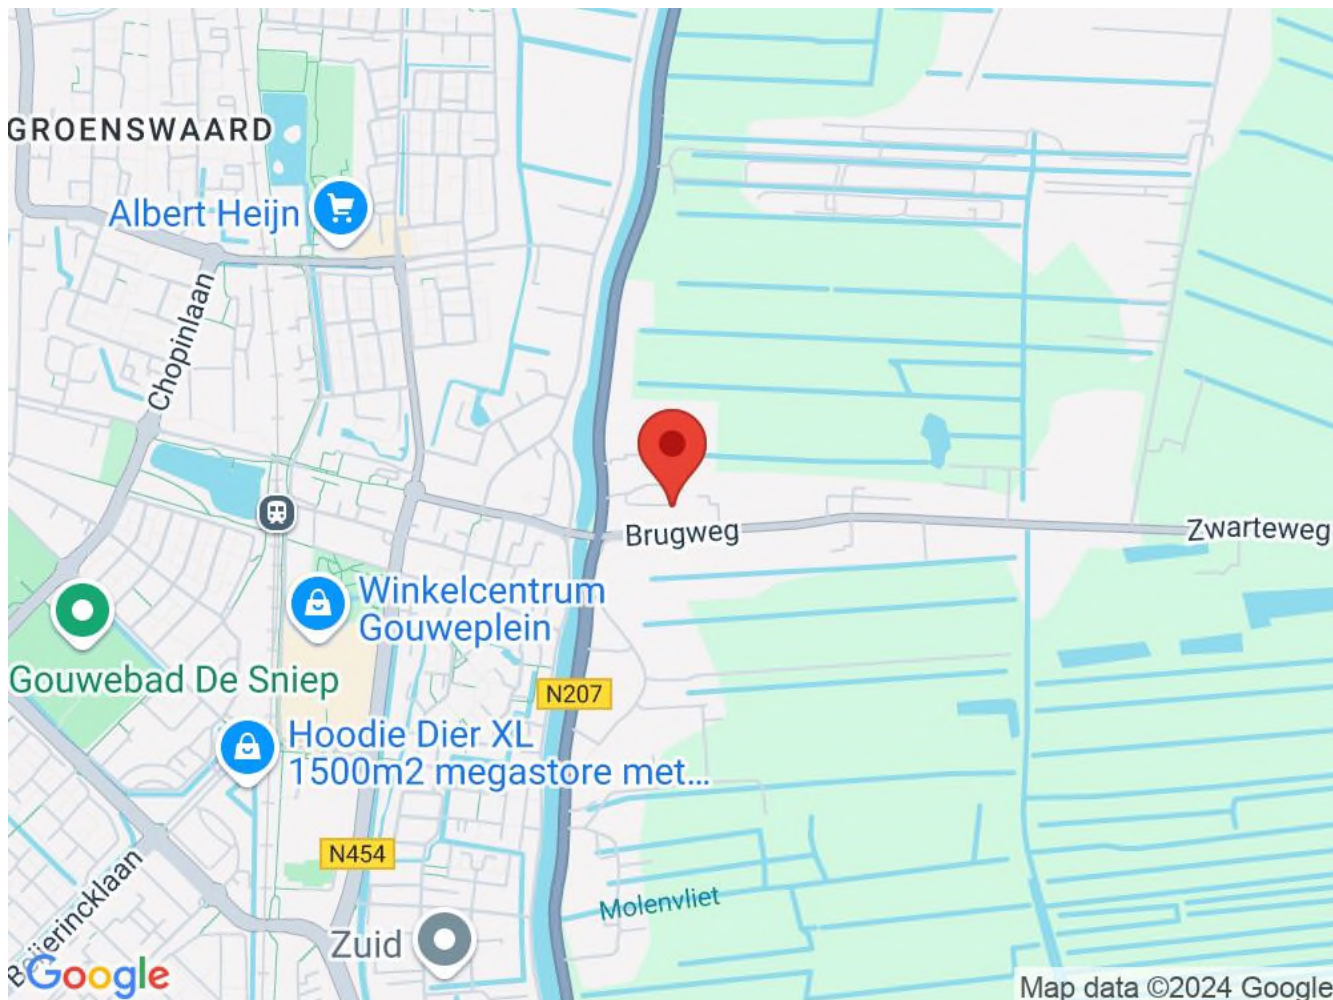 GROENSWAARD
Albert Heijn
Chopinlaan
Brugweg
Zwarteweg
Winkelcentrum
Gouweplein
Gouwebad De Sniep
N207
Hoodie Dier XL
1500m2 megastore met...
N454
Beijerincklaan
Molenvliet
Zuid
Google
Map data ©2024 Google